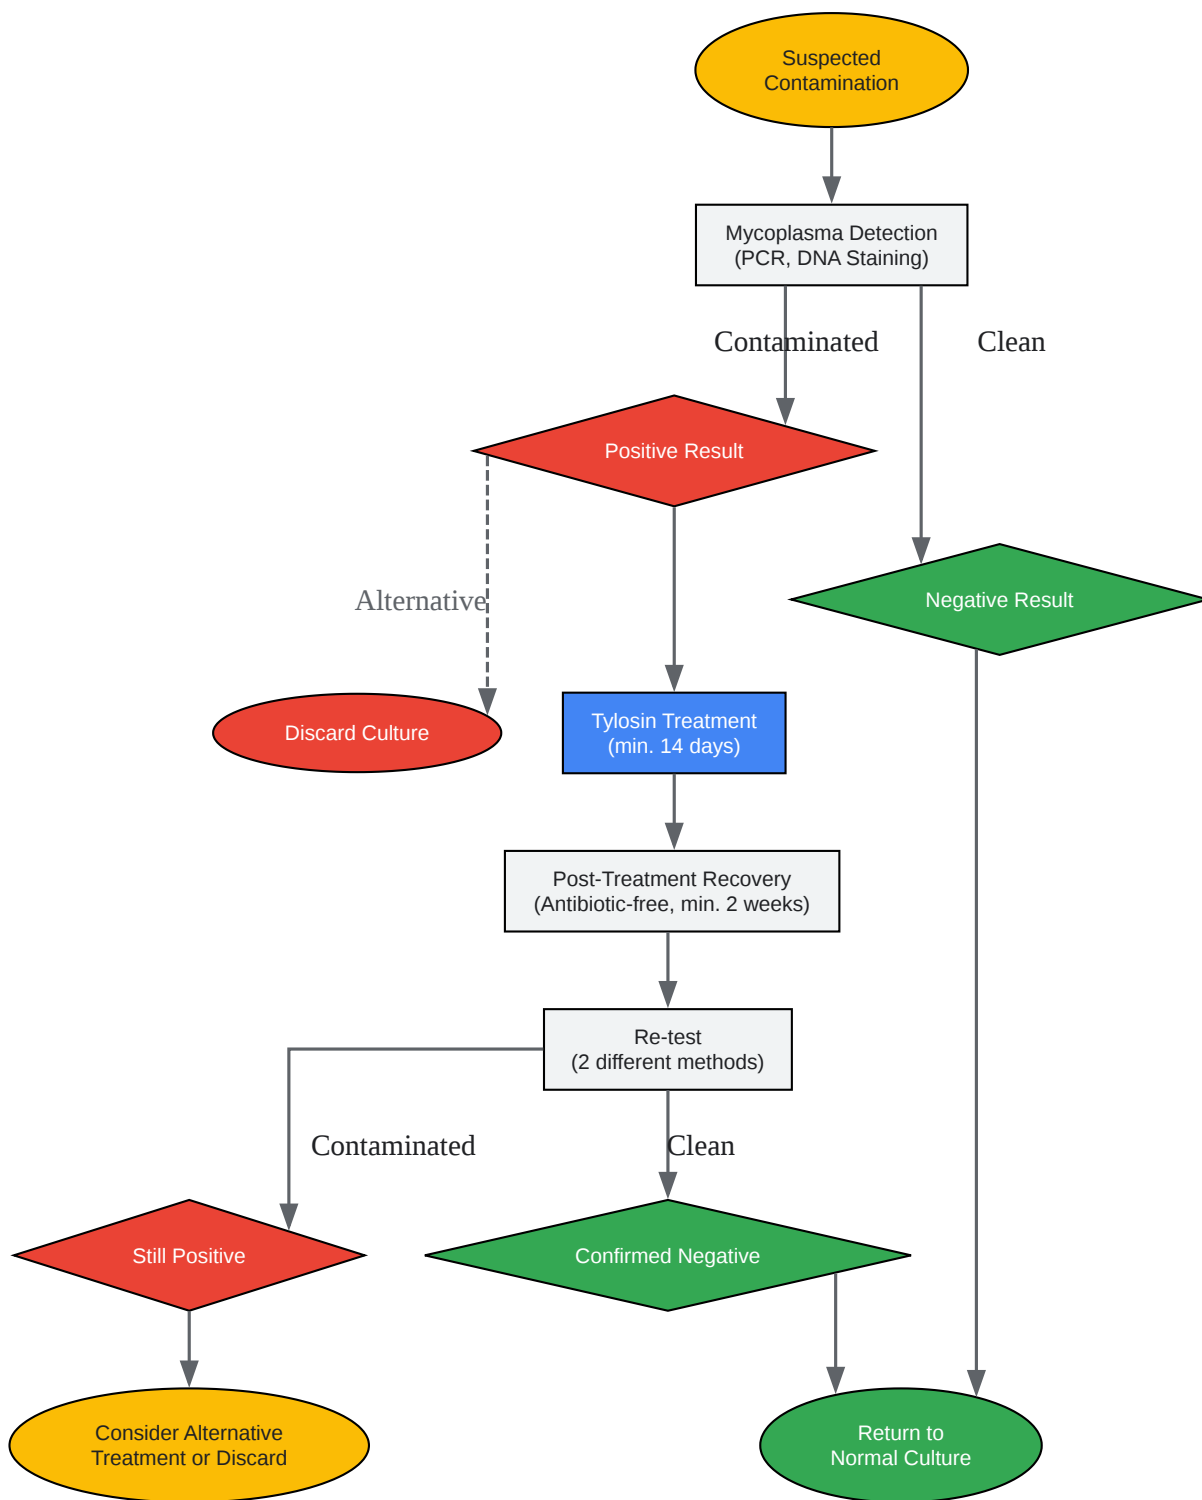 Suspected
Contamination
Mycoplasma Detection
(PCR, DNA Staining)
Contaminated
Clean
Positive Result
Alternative
Negative Result
Discard Culture
Tylosin Treatment
(min. 14 days)
Post-Treatment Recovery
(Antibiotic-free, min. 2 weeks)
Re-test
(2 different methods)
Contaminated
Clean
Still Positive
Confirmed Negative
Consider Alternative
Treatment or Discard
Return to
Normal Culture